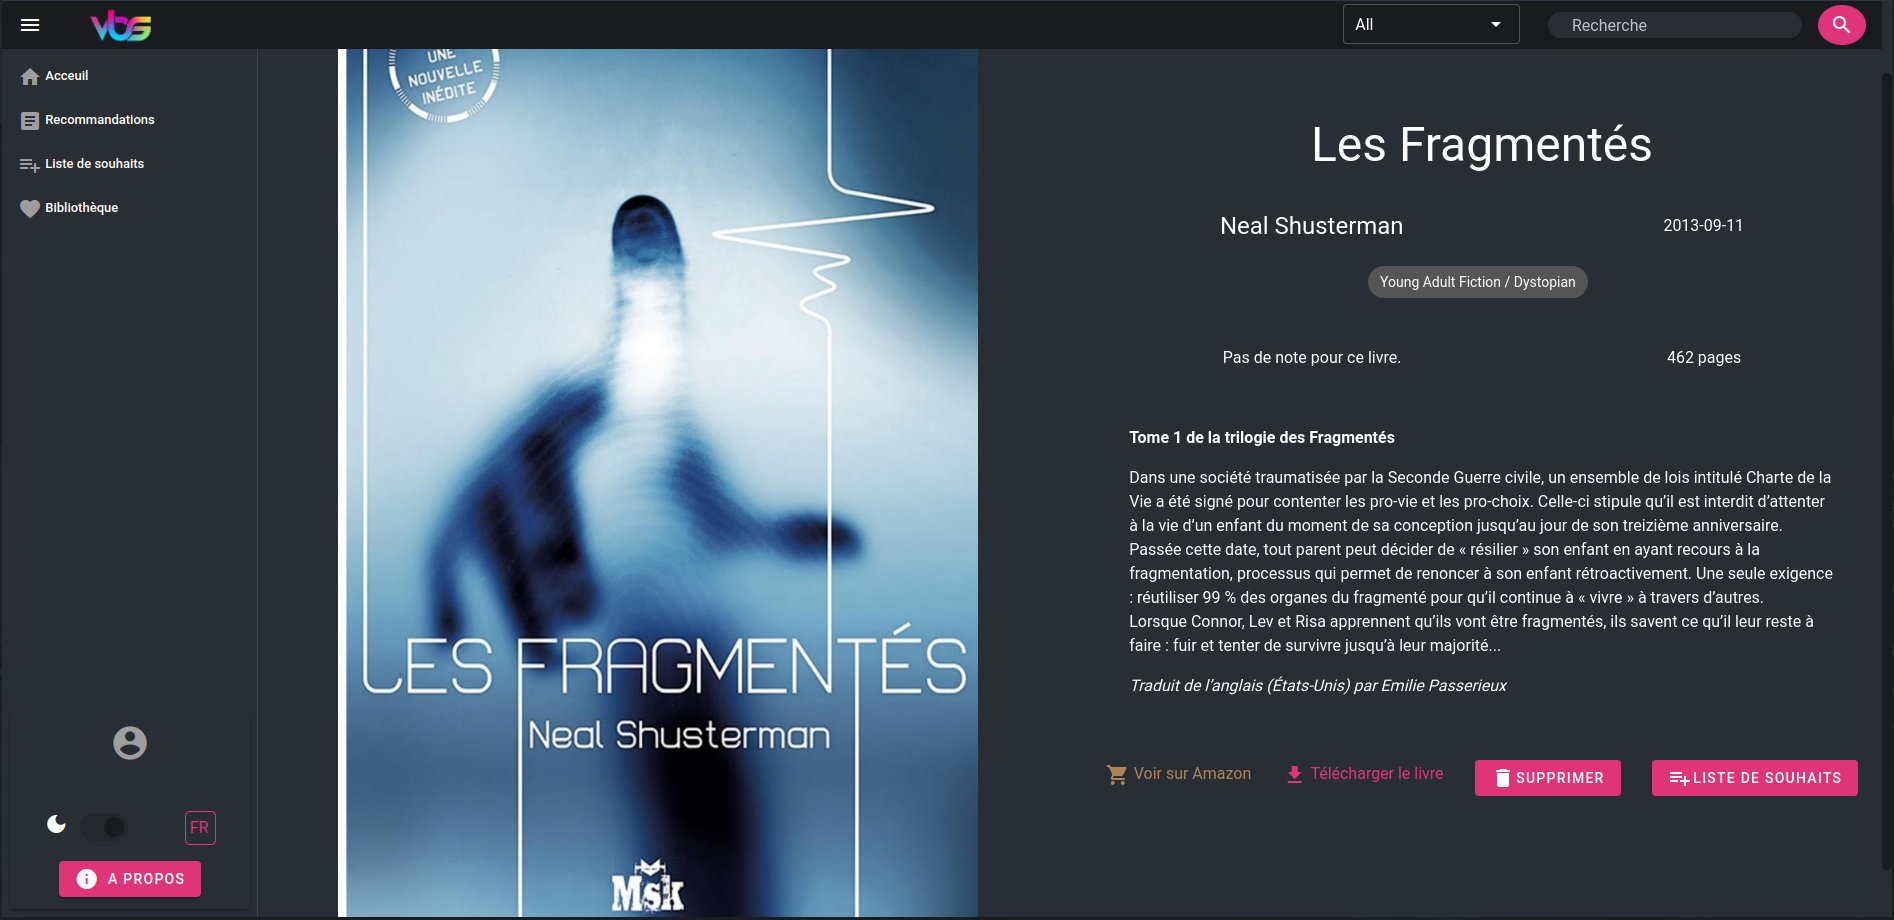 vbs
All
Recherche
Acceuil
Recommandations
Liste de souhaits
Bibliothèque
FR
A PROPOS
UNE
NOUVELLE
INÉDITE
LES FRAGMENTÉS
Neal Shusterman
Msk
Les Fragmentés
Neal Shusterman
2013-09-11
Young Adult Fiction / Dystopian
Pas de note pour ce livre.
462 pages
Tome 1 de la trilogie des Fragmentés
Dans une société traumatisée par la Seconde Guerre civile, un ensemble de lois intitulé Charte de la
Vie a été signé pour contenter les pro-vie et les pro-choix. Celle-ci stipule qu’il est interdit d’attenter
à la vie d’un enfant du moment de sa conception jusqu’au jour de son treizième anniversaire.
Passée cette date, tout parent peut décider de « résilier » son enfant en ayant recours à la
fragmentation, processus qui permet de renoncer à son enfant rétroactivement. Une seule exigence
: réutiliser 99 % des organes du fragmenté pour qu’il continue à « vivre » à travers d’autres.
Lorsque Connor, Lev et Risa apprennent qu’ils vont être fragmentés, ils savent ce qu’il leur reste à
faire : fuir et tenter de survivre jusqu’à leur majorité...
Traduit de l’anglais (États-Unis) par Emilie Passerieux
Voir sur Amazon
Télécharger le livre
SUPPRIMER
LISTE DE SOUHAITS